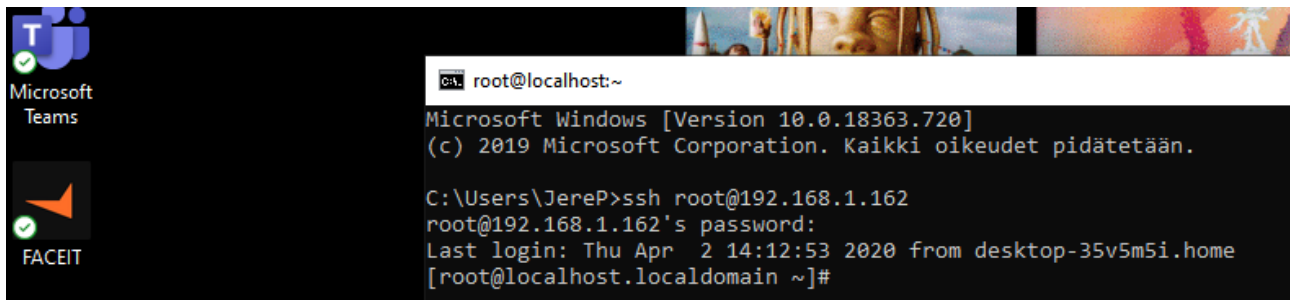 T
Microsoft
Teams
FACEIT
C:\. root@localhost:~
Microsoft Windows [Version 10.0.18363.720]
(c) 2019 Microsoft Corporation. Kaikki oikeudet pidätetään.
C:\Users\JereP>ssh root@192.168.1.162
root@192.168.1.162's password:
Last login: Thu Apr  2 14:12:53 2020 from desktop-35v5m5i.home
[root@localhost.localdomain ~]#